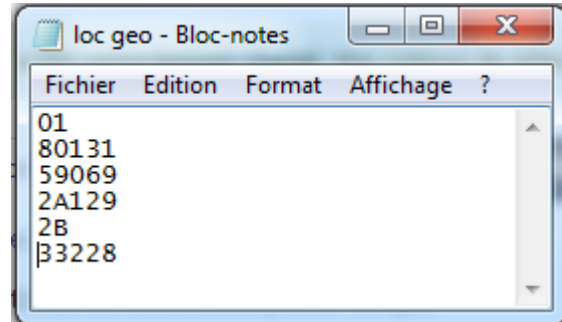 loc geo - Bloc-notes
Fichier Edition Format Affichage ?
01
80131
59069
2A129
2B
33228